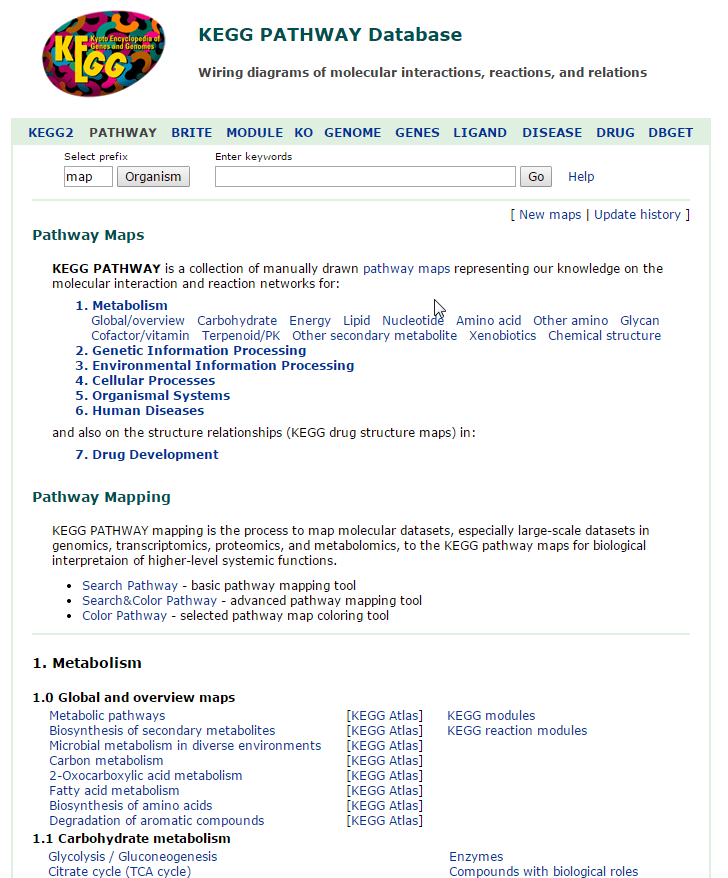 KEGG
Kyoto Encyclopedia of
Genes and Genomes
KEGG PATHWAY Database
Wiring diagrams of molecular interactions, reactions, and relations
KEGG2 PATHWAY BRITE MODULE KO GENOME GENES LIGAND DISEASE DRUG DBGET
Select prefix Enter keywords
map Organism Go Help
[ New maps | Update history ]
Pathway Maps
KEGG PATHWAY is a collection of manually drawn pathway maps representing our knowledge on the
molecular interaction and reaction networks for:
1. Metabolism
Global/overview Carbohydrate Energy Lipid Nucleotide Amino acid Other amino Glycan
Cofactor/vitamin Terpenoid/PK Other secondary metabolite Xenobiotics Chemical structure
2. Genetic Information Processing
3. Environmental Information Processing
4. Cellular Processes
5. Organismal Systems
6. Human Diseases
and also on the structure relationships (KEGG drug structure maps) in:
7. Drug Development
Pathway Mapping
KEGG PATHWAY mapping is the process to map molecular datasets, especially large-scale datasets in
genomics, transcriptomics, proteomics, and metabolomics, to the KEGG pathway maps for biological
interpretaion of higher-level systemic functions.
• Search Pathway - basic pathway mapping tool
• Search&Color Pathway - advanced pathway mapping tool
• Color Pathway - selected pathway map coloring tool
1. Metabolism
1.0 Global and overview maps
Metabolic pathways [KEGG Atlas] KEGG modules
Biosynthesis of secondary metabolites [KEGG Atlas] KEGG reaction modules
Microbial metabolism in diverse environments [KEGG Atlas]
Carbon metabolism [KEGG Atlas]
2-Oxocarboxylic acid metabolism [KEGG Atlas]
Fatty acid metabolism [KEGG Atlas]
Biosynthesis of amino acids [KEGG Atlas]
Degradation of aromatic compounds [KEGG Atlas]
1.1 Carbohydrate metabolism
Glycolysis / Gluconeogenesis Enzymes
Citrate cycle (TCA cycle) Compounds with biological roles